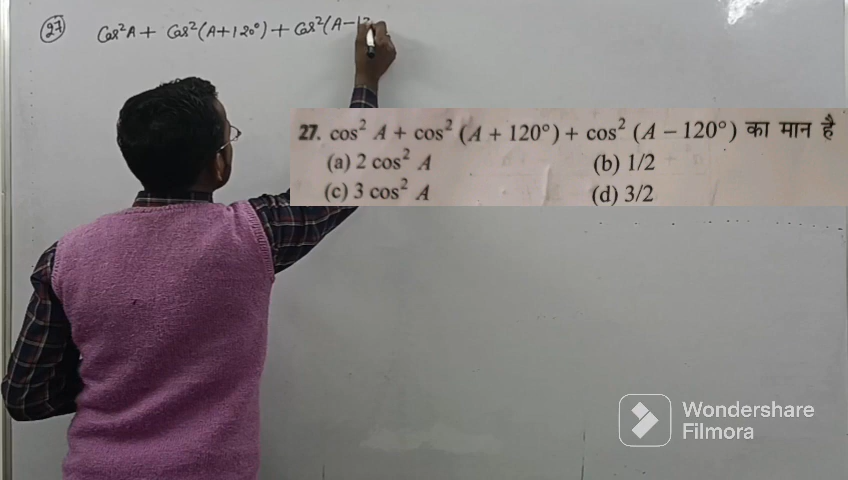 27 Cos²A + Cos²(A+120°) + Cos²(A-12
27. cos² A + cos² (A + 120°) + cos² (A − 120°) का मान है
(a) 2 cos² A (b) 1/2
(c) 3 cos² A (d) 3/2
Wondershare
Filmora